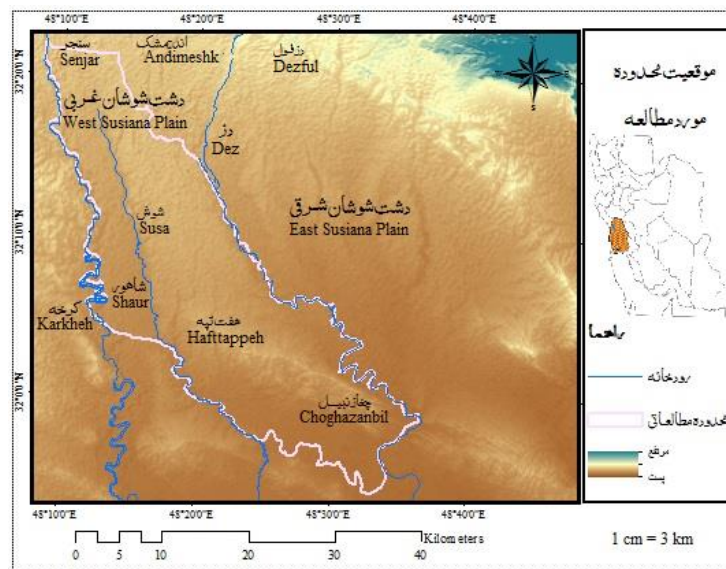 48°10'0"E 48°20'0"E 48°30'0"E 48°40'0"E
سنجر
Senjar
اندیمشک
Andimeshk
دزفول
Dezful
32°20'0"N
دشت شوشان غربی
West Susiana Plain
دز
Dez
شوش
Susa
دشت شوشان شرقی
East Susiana Plain
32°10'0"N
کرخه
Karkheh
شاهور
Shaur
هفت تپه
Hafttappeh
32°0'0"N
چغازنبیل
Choghazanbil
48°10'0"E 48°20'0"E 48°30'0"E 48°40'0"E
Kilometers
0 5 10 20 30 40
موقعیت محدوده
مورد مطالعه
N
S
راهنما
رودخانه
محدوده مطالعاتی
مرتفع
پست
1 cm = 3 km